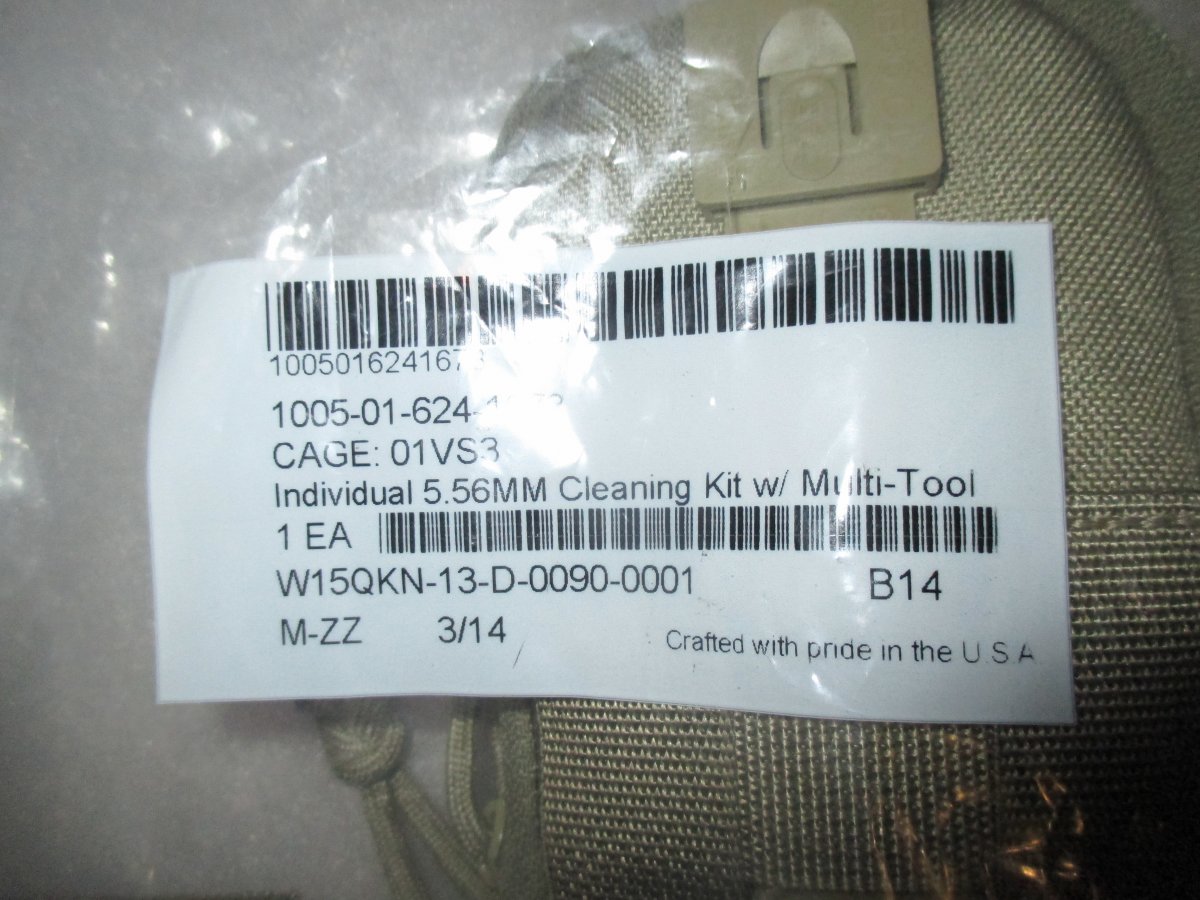 1005016241673
1005-01-624-1673
CAGE: 01VS3
Individual 5.56MM Cleaning Kit w/ Multi-Tool
1 EA
W15QKN-13-D-0090-0001 B14
M-ZZ 3/14 Crafted with pride in the U.S.A